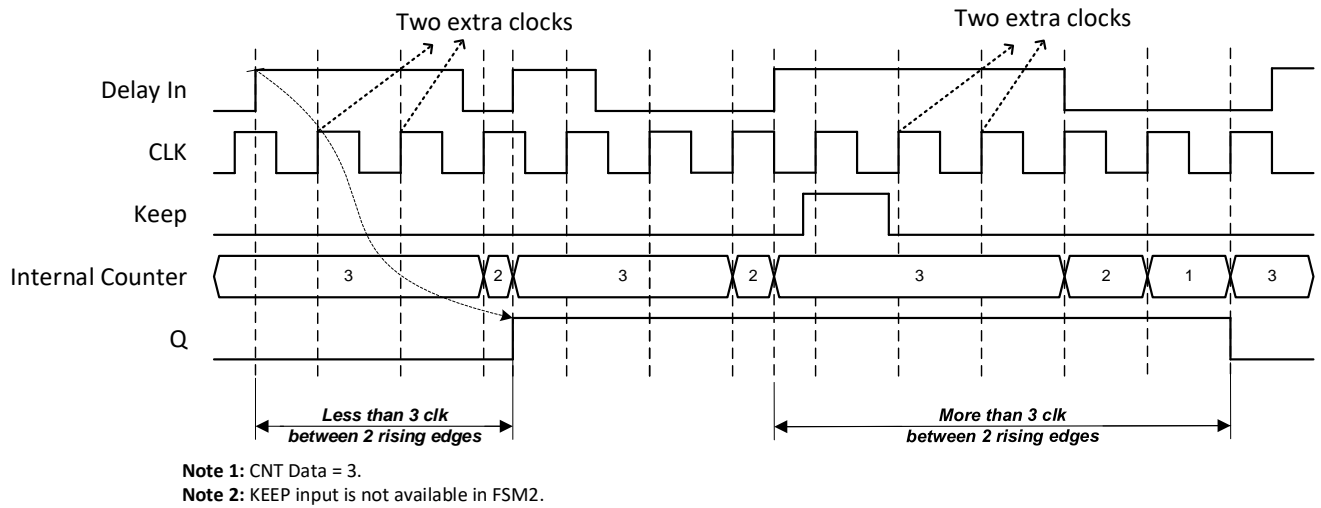 Two extra clocks
Two extra clocks
Delay In
CLK
Keep
Internal Counter
3
2
3
2
3
2
1
3
Q
Less than 3 clk
between 2 rising edges
More than 3 clk
between 2 rising edges
Note 1: CNT Data = 3.
Note 2: KEEP input is not available in FSM2.